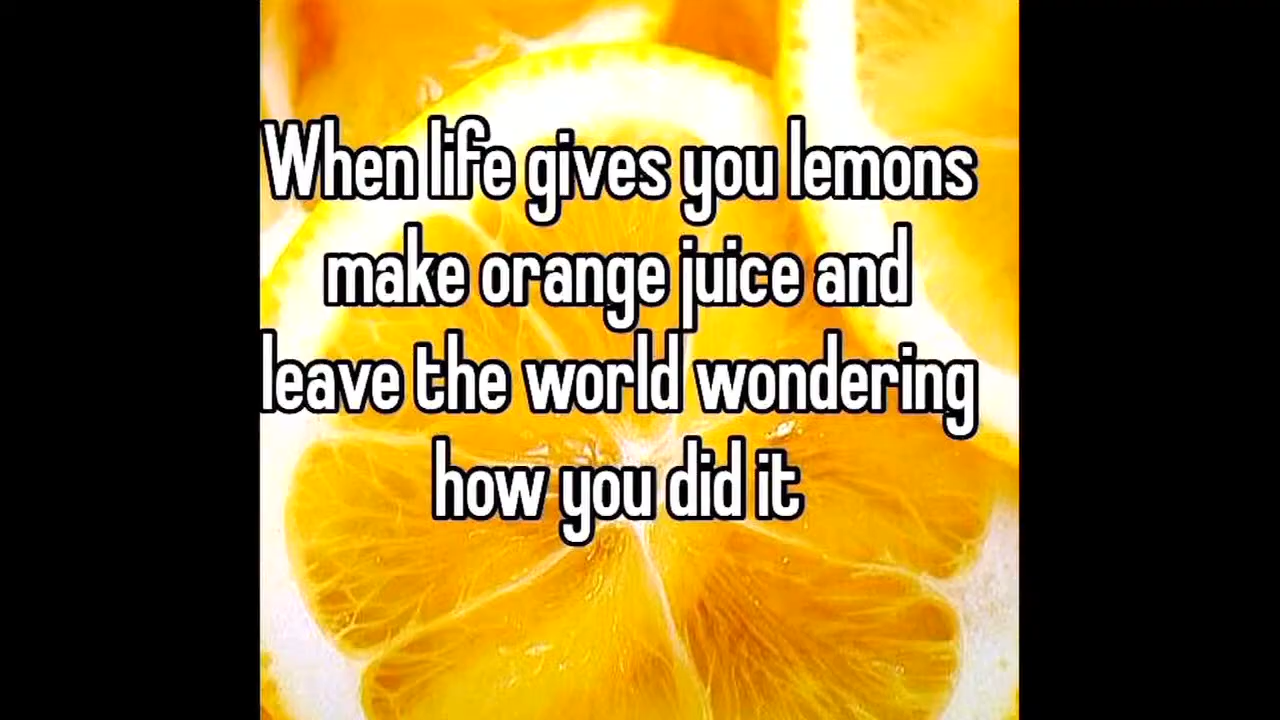 When life gives you lemons
make orange juice and
leave the world wondering
how you did it